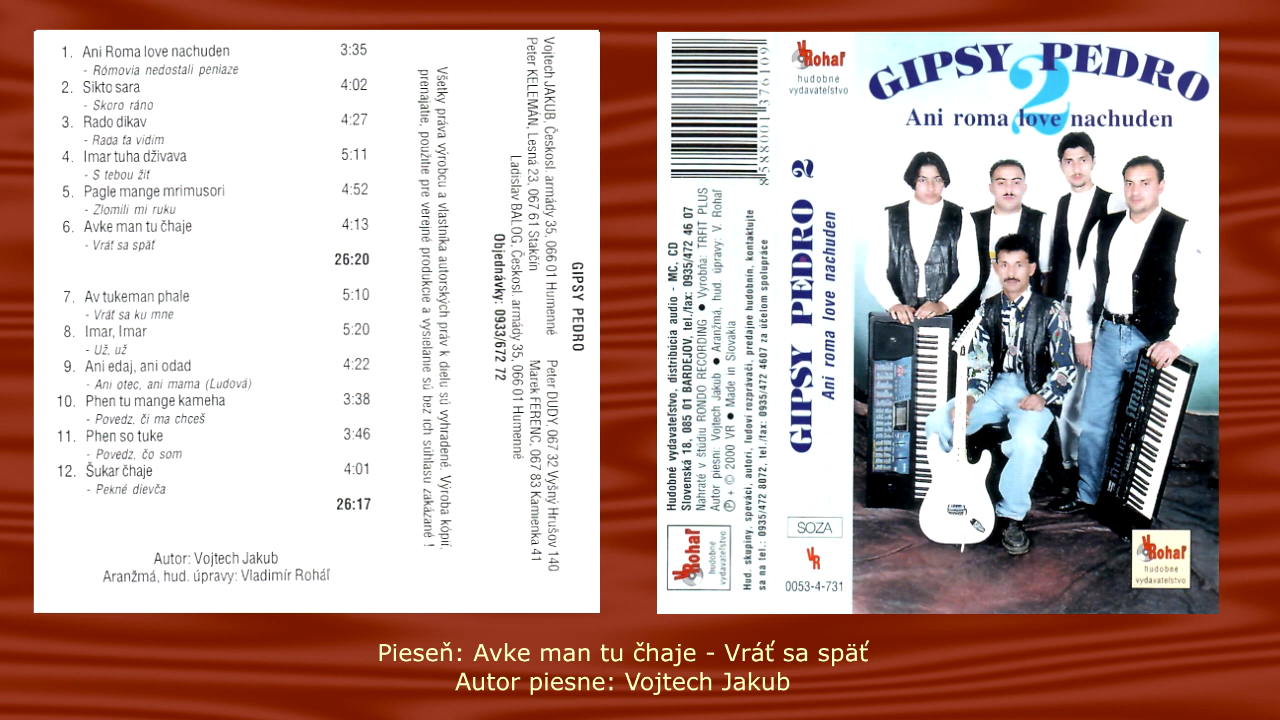 1. Ani Roma love nachuden 3:35
- Rómovia nedostali peniaze
2. Sikto sara 4:02
- Skoro ráno
3. Rado dikav 4:27
- Rada ťa vidím
4. Imar tuha dživava 5:11
- S tebou žiť
5. Pagle mange mrimusori 4:52
- Zlomili mi ruku
6. Avke man tu čhaje 4:13
- Vráť sa späť
26:20
7. Av tukeman phale 5:10
- Vráť sa ku mne
8. Imar, Imar 5:20
- Už, už
9. Ani edaj, ani odad 4:22
- Ani otec, ani mama (Ľudová)
10. Phen tu mange kameha 3:38
- Povedz, či ma chceš
11. Phen so tuke 3:46
- Povedz, čo som
12. Šukar čhaje 4:01
- Pekné dievča
26:17
Autor: Vojtech Jakub
Aranžmá, hud. úpravy: Vladimír Roháľ
Všetky práva výrobcu a vlastníka autorských práv k dielu sú vyhradené. Výroba kópií,
prenajatie, použitie pre verejné produkcie a vysielanie sú bez ich súhlasu zakázané !
GIPSY PEDRO
Vojtech JAKUB, Českosl. armády 35, 066 01 Humenné Peter DUDY, 067 32 Vyšný Hrušov 140
Peter KELEMÁN, Lesná 23, 067 61 Stakčín Marek FERENC, 067 83 Kamienka 41
Ladislav BALOG, Českosl. armády 35, 066 01 Humenné
Objednávky: 0933/672 72
8588001376109
VRoháľ
hudobné
vydavateľstvo
Hudobné vydavateľstvo, distribúcia audio - MC, CD
Slovenská 18, 085 01 BARDEJOV, tel./fax: 0935/472 46 07
Nahraté v štúdiu RONDO RECORDING ● Vyrobňa: TRFIT PLUS
Autor piesní: Vojtech Jakub ● Aranžmá, hud. úpravy: V. Roháľ
℗ + © 2000 VR ● Made in Slovakia
Hud. skupiny, speváci, autori, ľudoví rozprávači, predajne hudobnín, kontaktujte
sa na tel.: 0935/472 8072, tel./fax: 0935/472 4607 za účelom spolupráce
VRoháľ
hudobné
vydavateľstvo
GIPSY PEDRO 2
Ani roma love nachuden
SOZA
VR
0053-4-731
GIPSY PEDRO
2
Ani roma love nachuden
VRoháľ
hudobné
vydavateľstvo
Pieseň: Avke man tu čhaje - Vráť sa späť
Autor piesne: Vojtech Jakub